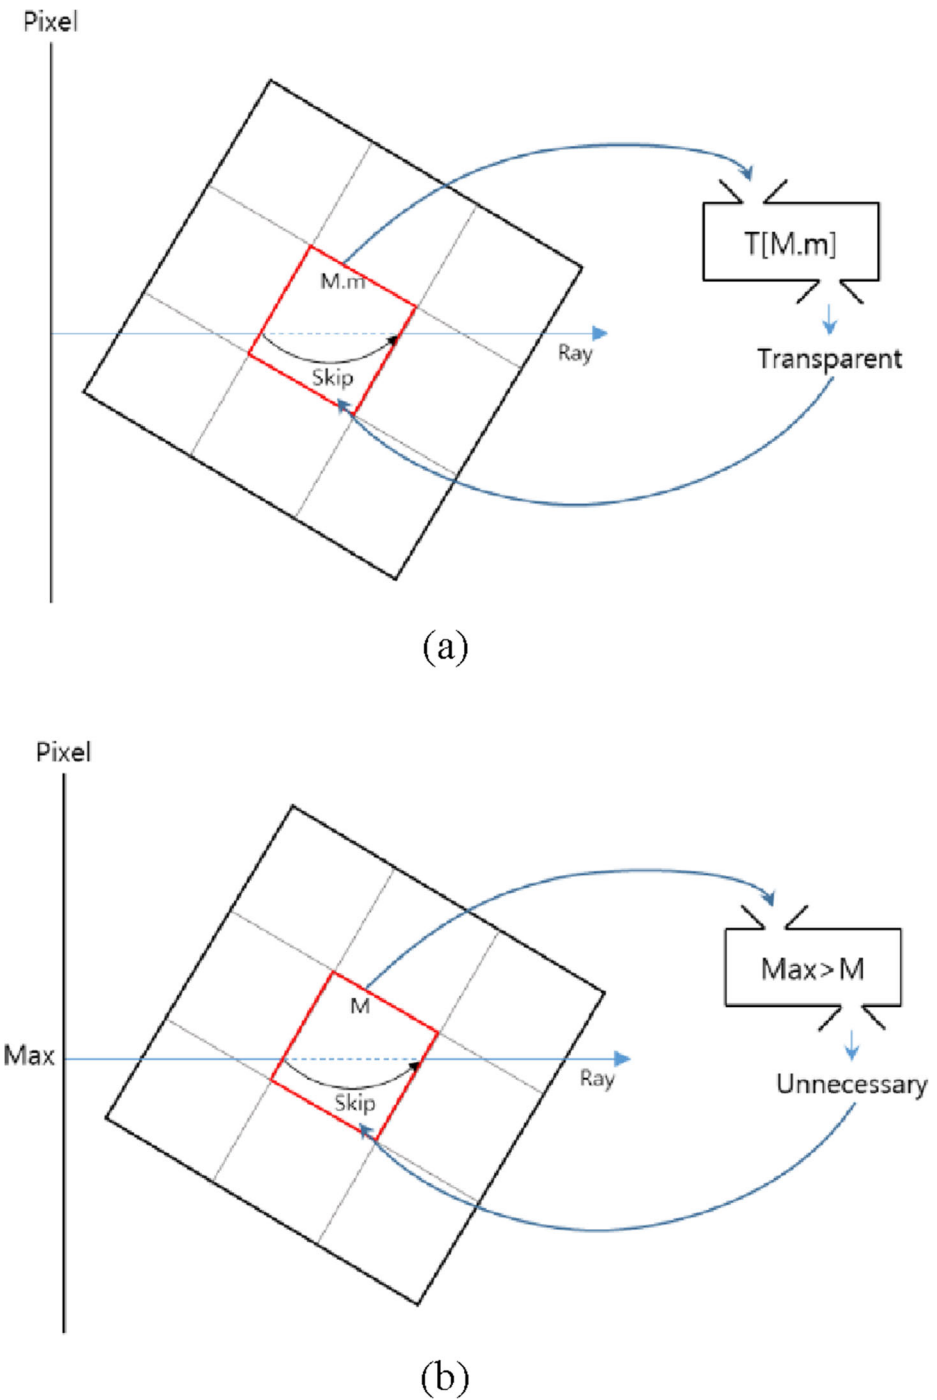 Pixel
T[M.m]
M.m
Ray
Transparent
Skip
(a)
Pixel
Max>M
M
Max
Ray
Unnecessary
Skip
(b)